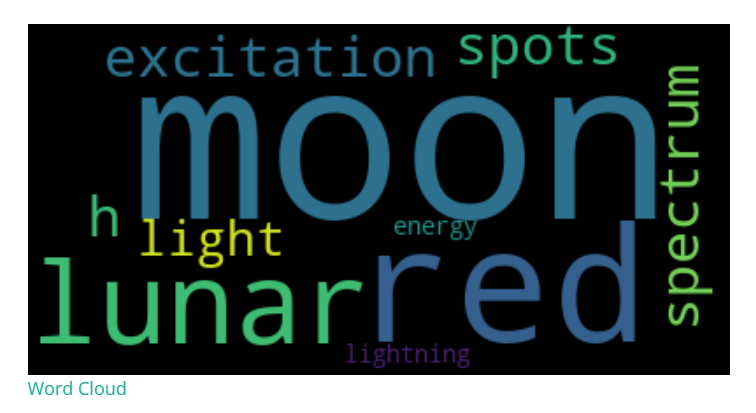 excitation
spots
moon
spectrum
h
light
energy
lunar
red
lightning
Word Cloud